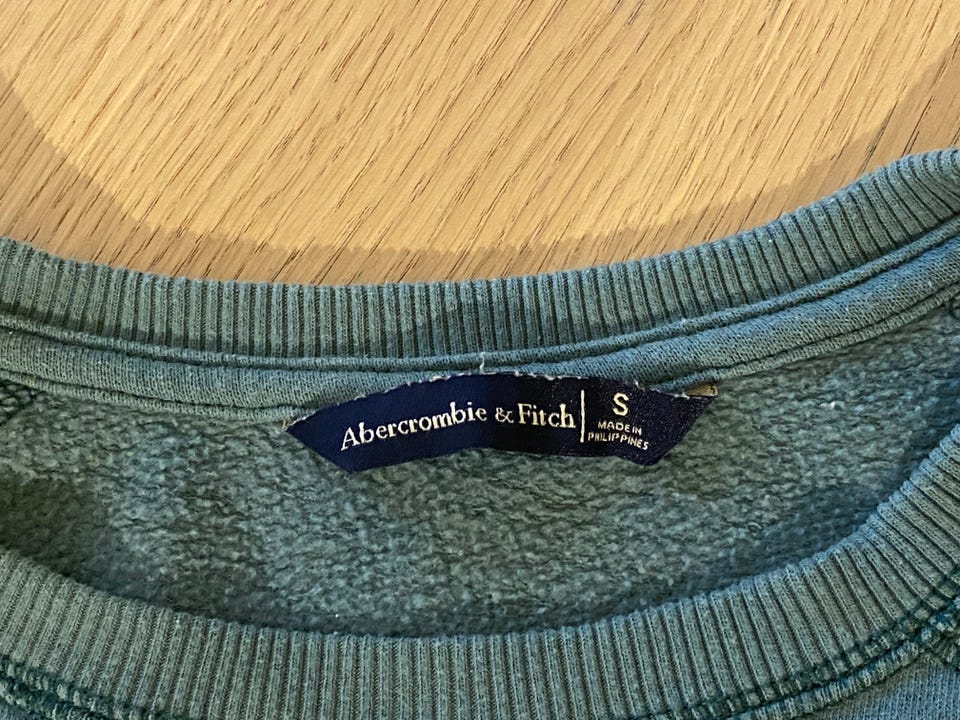 Abercrombie & Fitch
S
MADE IN
PHILIPPINES